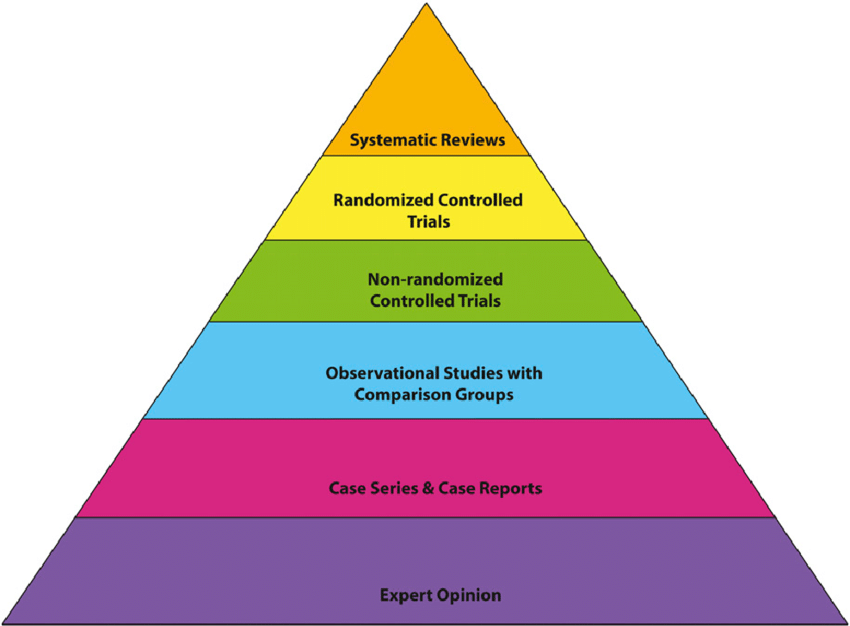 Systematic Reviews
Randomized Controlled
Trials
Non-randomized
Controlled Trials
Observational Studies with
Comparison Groups
Case Series & Case Reports
Expert Opinion